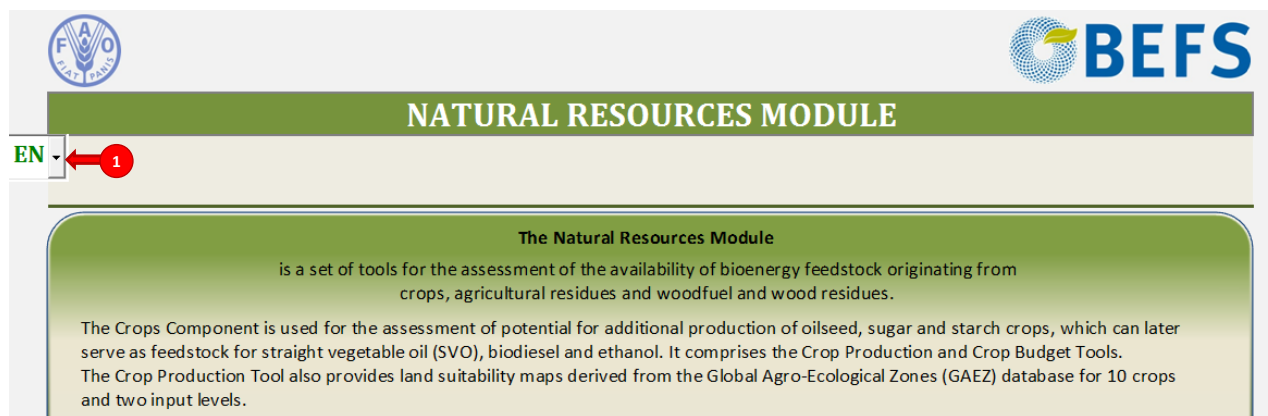 FAO
FIAT PANIS
BEFS
NATURAL RESOURCES MODULE
EN
1
The Natural Resources Module
is a set of tools for the assessment of the availability of bioenergy feedstock originating from
crops, agricultural residues and woodfuel and wood residues.
The Crops Component is used for the assessment of potential for additional production of oilseed, sugar and starch crops, which can later
serve as feedstock for straight vegetable oil (SVO), biodiesel and ethanol. It comprises the Crop Production and Crop Budget Tools.
The Crop Production Tool also provides land suitability maps derived from the Global Agro-Ecological Zones (GAEZ) database for 10 crops
and two input levels.